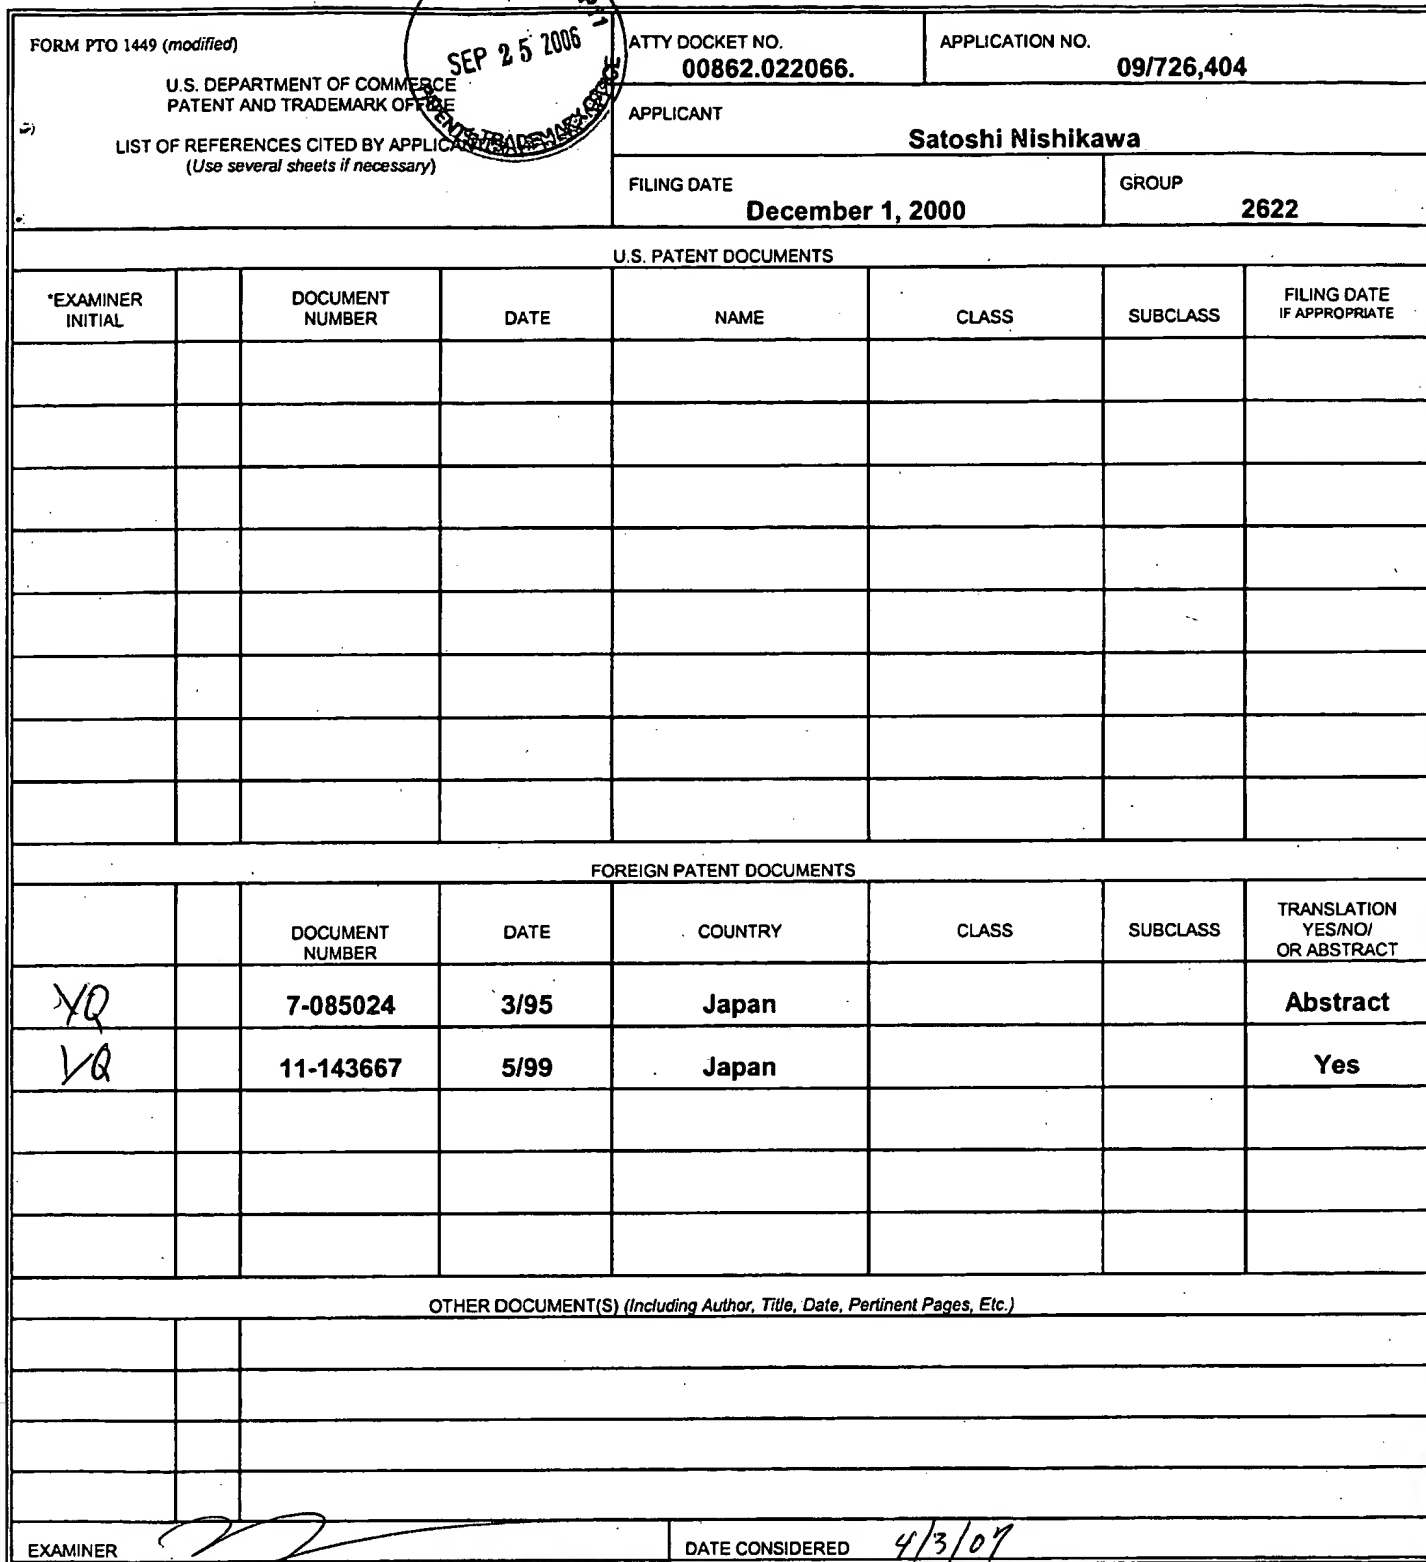 FORM PTO 1449 (modified)
U.S. DEPARTMENT OF COMMERCE
PATENT AND TRADEMARK OFFICE
LIST OF REFERENCES CITED BY APPLICANT
(Use several sheets if necessary)
SEP 25 2006
PATENT & TRADEMARK OFFICE
ATTY DOCKET NO.
00862.022066.
APPLICATION NO.
09/726,404
APPLICANT
Satoshi Nishikawa
FILING DATE
December 1, 2000
GROUP
2622
U.S. PATENT DOCUMENTS
*EXAMINER INITIAL DOCUMENT NUMBER DATE NAME CLASS SUBCLASS FILING DATE IF APPROPRIATE
FOREIGN PATENT DOCUMENTS
DOCUMENT NUMBER DATE COUNTRY CLASS SUBCLASS TRANSLATION YES/NO/ OR ABSTRACT
YQ 7-085024 3/95 Japan Abstract
YQ 11-143667 5/99 Japan Yes
OTHER DOCUMENT(S) (Including Author, Title, Date, Pertinent Pages, Etc.)
EXAMINER
DATE CONSIDERED 4/3/07